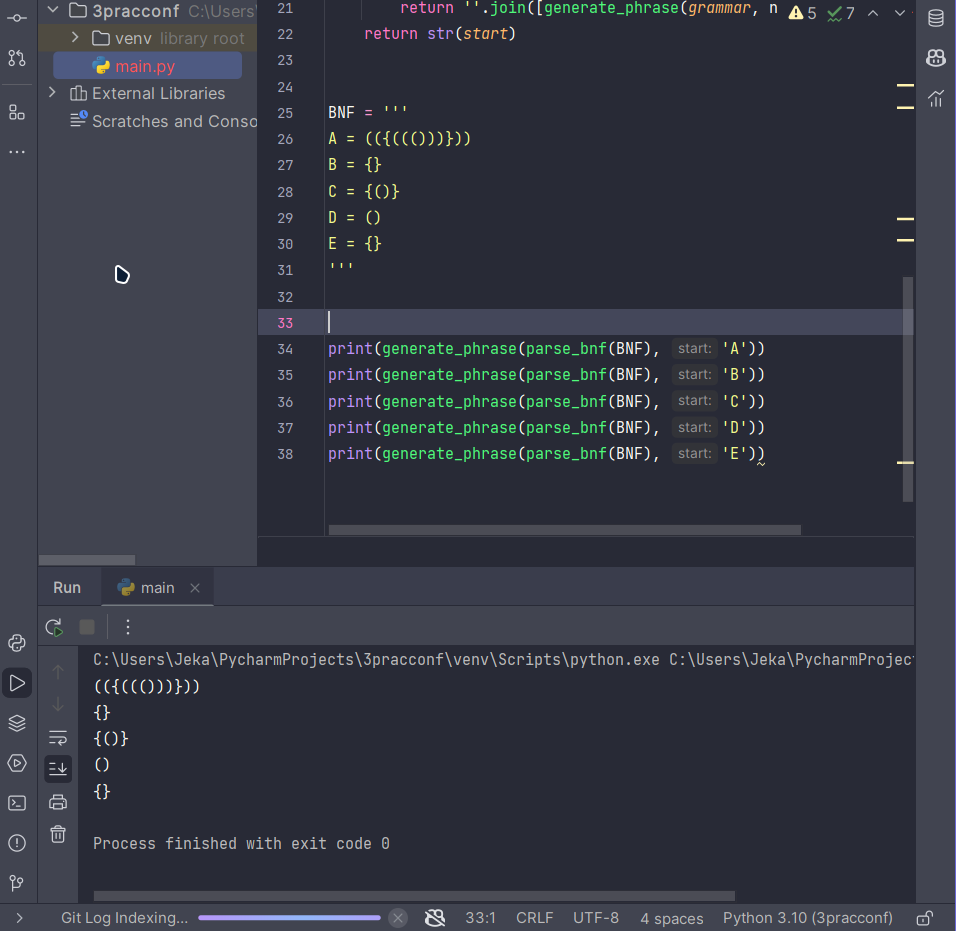 3pracconf C:\Users
venv library root
main.py
External Libraries
Scratches and Conso
21 return ''.join([generate_phrase(grammar, n 5 7
22 return str(start)
23
24
25 BNF = '''
26 A = (({((()))}))
27 B = {}
28 C = {()}
29 D = ()
30 E = {}
31 '''
32
33
34 print(generate_phrase(parse_bnf(BNF), start: 'A'))
35 print(generate_phrase(parse_bnf(BNF), start: 'B'))
36 print(generate_phrase(parse_bnf(BNF), start: 'C'))
37 print(generate_phrase(parse_bnf(BNF), start: 'D'))
38 print(generate_phrase(parse_bnf(BNF), start: 'E'))
Run main
C:\Users\Jeka\PycharmProjects\3pracconf\venv\Scripts\python.exe C:\Users\Jeka\PycharmProjec
(({((()))}))
{}
{()}
()
{}
Process finished with exit code 0
Git Log Indexing... 33:1 CRLF UTF-8 4 spaces Python 3.10 (3pracconf)